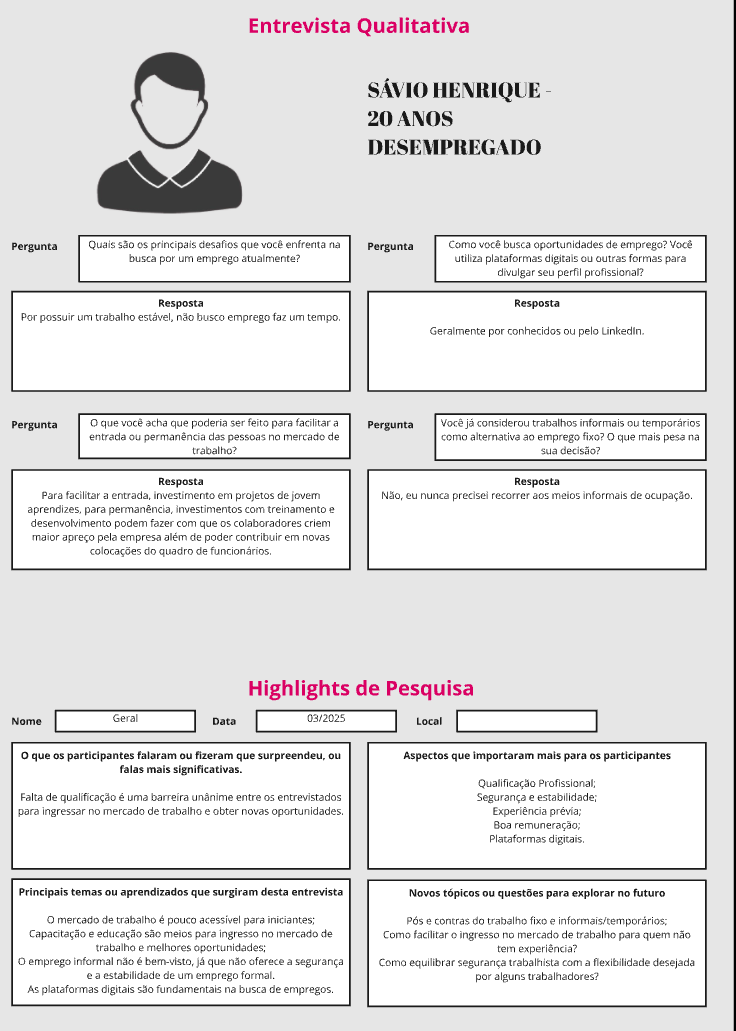 Entrevista Qualitativa
SÁVIO HENRIQUE -
20 ANOS
DESEMPREGADO
Pergunta
Quais são os principais desafios que você enfrenta na
busca por um emprego atualmente?
Resposta
Por possuir um trabalho estável, não busco emprego faz um tempo.
Pergunta
Como você busca oportunidades de emprego? Você
utiliza plataformas digitais ou outras formas para
divulgar seu perfil profissional?
Resposta
Geralmente por conhecidos ou pelo LinkedIn.
Pergunta
O que você acha que poderia ser feito para facilitar a
entrada ou permanência das pessoas no mercado de
trabalho?
Resposta
Para facilitar a entrada, investimento em projetos de jovem
aprendizes, para permanência, investimentos com treinamento e
desenvolvimento podem fazer com que os colaboradores criem
maior apreço pela empresa além de poder contribuir em novas
colocações do quadro de funcionários.
Pergunta
Você já considerou trabalhos informais ou temporários
como alternativa ao emprego fixo? O que mais pesa na
sua decisão?
Resposta
Não, eu nunca precisei recorrer aos meios informais de ocupação.
Highlights de Pesquisa
Nome
Geral
Data
03/2025
Local
O que os participantes falaram ou fizeram que surpreendeu, ou
falas mais significativas.
Falta de qualificação é uma barreira unânime entre os entrevistados
para ingressar no mercado de trabalho e obter novas oportunidades.
Aspectos que importaram mais para os participantes
Qualificação Profissional;
Segurança e estabilidade;
Experiência prévia;
Boa remuneração;
Plataformas digitais.
Principais temas ou aprendizados que surgiram desta entrevista
O mercado de trabalho é pouco acessível para iniciantes;
Capacitação e educação são meios para ingresso no mercado de
trabalho e melhores oportunidades;
O emprego informal não é bem-visto, já que não oferece a segurança
e a estabilidade de um emprego formal.
As plataformas digitais são fundamentais na busca de empregos.
Novos tópicos ou questões para explorar no futuro
Pós e contras do trabalho fixo e informais/temporários;
Como facilitar o ingresso no mercado de trabalho para quem não
tem experiência?
Como equilibrar segurança trabalhista com a flexibilidade desejada
por alguns trabalhadores?